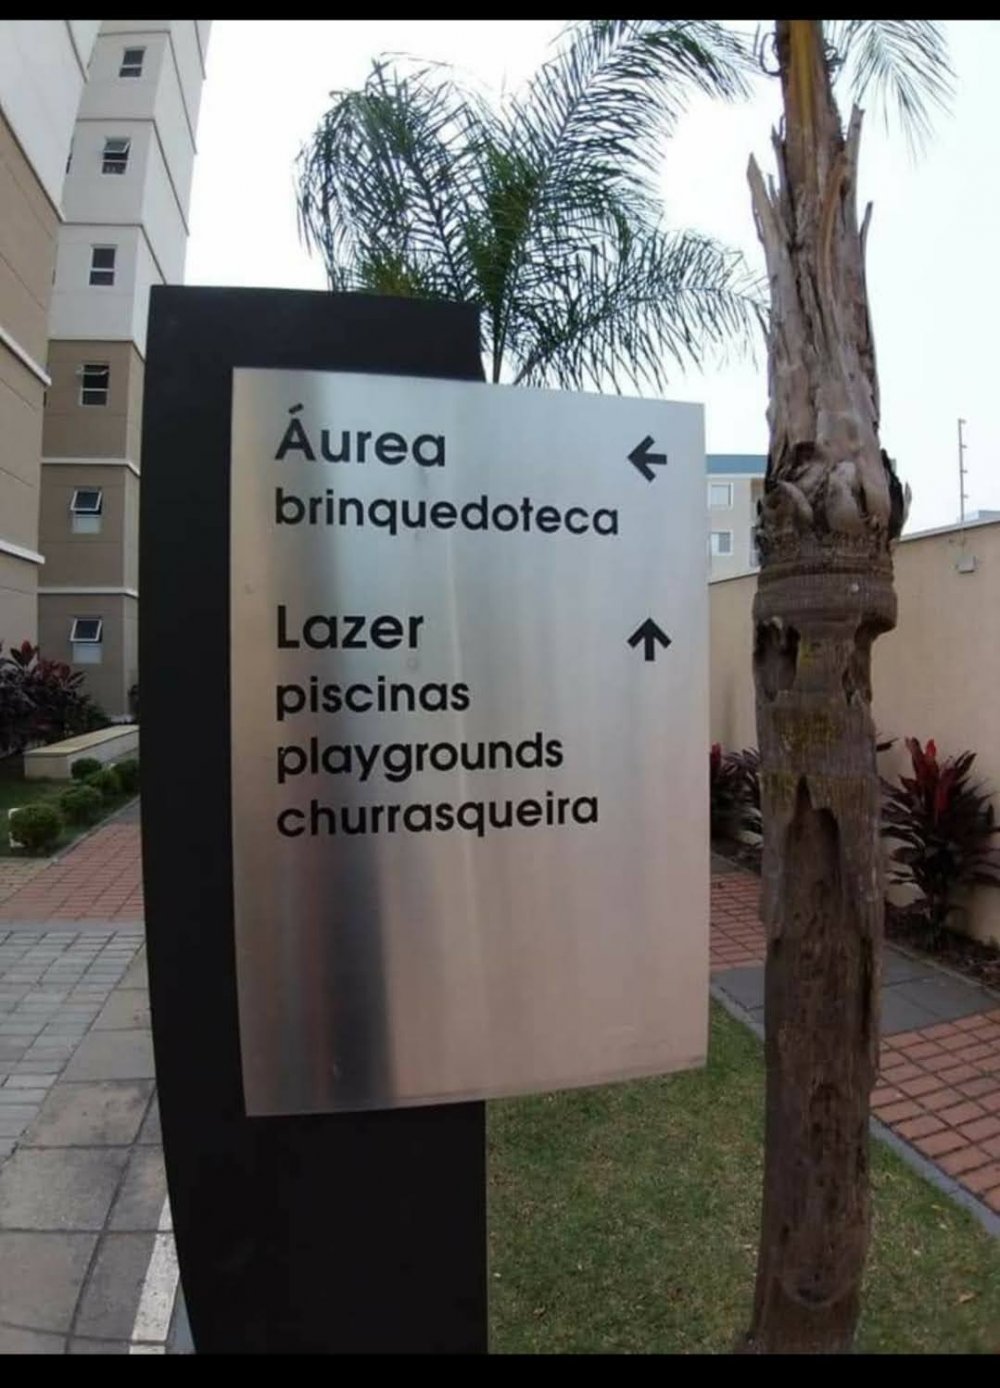 Áurea ←
brinquedoteca
Lazer ↑
piscinas
playgrounds
churrasqueira